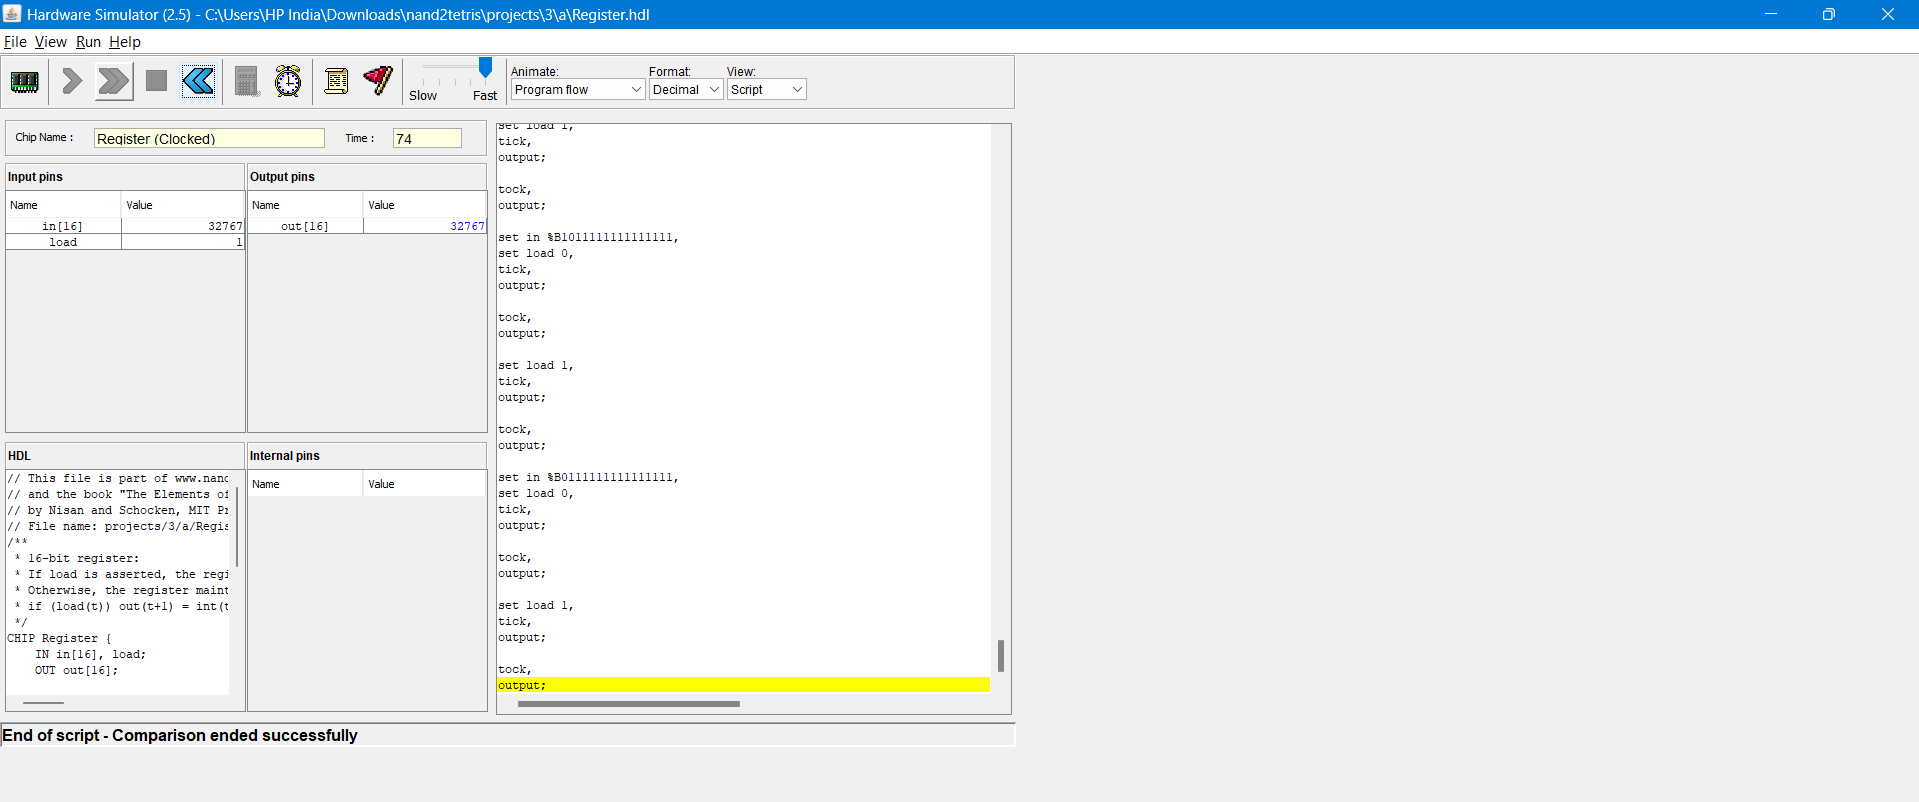 Hardware Simulator (2.5) - C:\Users\HP India\Downloads\nand2tetris\projects\3\a\Register.hdl
File View Run Help
Slow Fast
Animate: Format: View:
Program flow Decimal Script
Chip Name : Register (Clocked) Time : 74
Input pins
Name Value
in[16] 32767
load 1
Output pins
Name Value
out[16] 32767
HDL
// This file is part of www.nand
// and the book "The Elements of
// by Nisan and Schocken, MIT Pr
// File name: projects/3/a/Regis
/**
* 16-bit register:
* If load is asserted, the regi
* Otherwise, the register maint
* if (load(t)) out(t+1) = int(t
*/
CHIP Register {
IN in[16], load;
OUT out[16];
Internal pins
Name Value
set load 1,
tick,
output;
tock,
output;
set in %B1011111111111111,
set load 0,
tick,
output;
tock,
output;
set load 1,
tick,
output;
tock,
output;
set in %B0111111111111111,
set load 0,
tick,
output;
tock,
output;
set load 1,
tick,
output;
tock,
output;
End of script - Comparison ended successfully